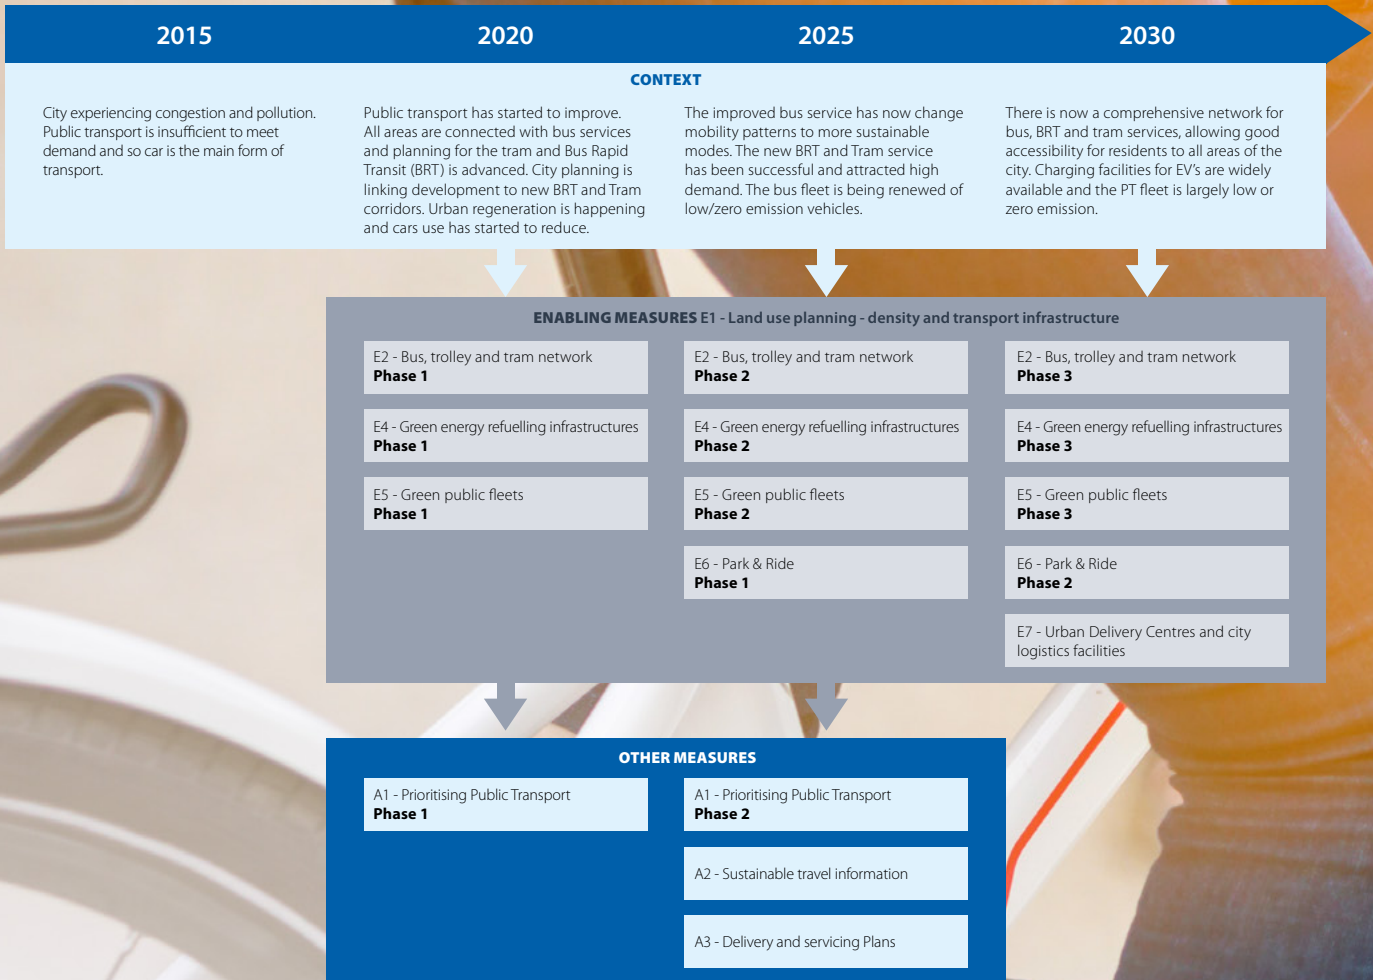 2015
2020
2025
2030
CONTEXT
City experiencing congestion and pollution.
Public transport is insufficient to meet
demand and so car is the main form of
transport.
Public transport has started to improve.
All areas are connected with bus services
and planning for the tram and Bus Rapid
Transit (BRT) is advanced. City planning is
linking development to new BRT and Tram
corridors. Urban regeneration is happening
and cars use has started to reduce.
The improved bus service has now change
mobility patterns to more sustainable
modes. The new BRT and Tram service
has been successful and attracted high
demand. The bus fleet is being renewed of
low/zero emission vehicles.
There is now a comprehensive network for
bus, BRT and tram services, allowing good
accessibility for residents to all areas of the
city. Charging facilities for EV's are widely
available and the PT fleet is largely low or
zero emission.
ENABLING MEASURES E1 - Land use planning - density and transport infrastructure
E2 - Bus, trolley and tram network
Phase 1
E4 - Green energy refuelling infrastructures
Phase 1
E5 - Green public fleets
Phase 1
E2 - Bus, trolley and tram network
Phase 2
E4 - Green energy refuelling infrastructures
Phase 2
E5 - Green public fleets
Phase 2
E6 - Park & Ride
Phase 1
E2 - Bus, trolley and tram network
Phase 3
E4 - Green energy refuelling infrastructures
Phase 3
E5 - Green public fleets
Phase 3
E6 - Park & Ride
Phase 2
E7 - Urban Delivery Centres and city
logistics facilities
OTHER MEASURES
A1 - Prioritising Public Transport
Phase 1
A1 - Prioritising Public Transport
Phase 2
A2 - Sustainable travel information
A3 - Delivery and servicing Plans